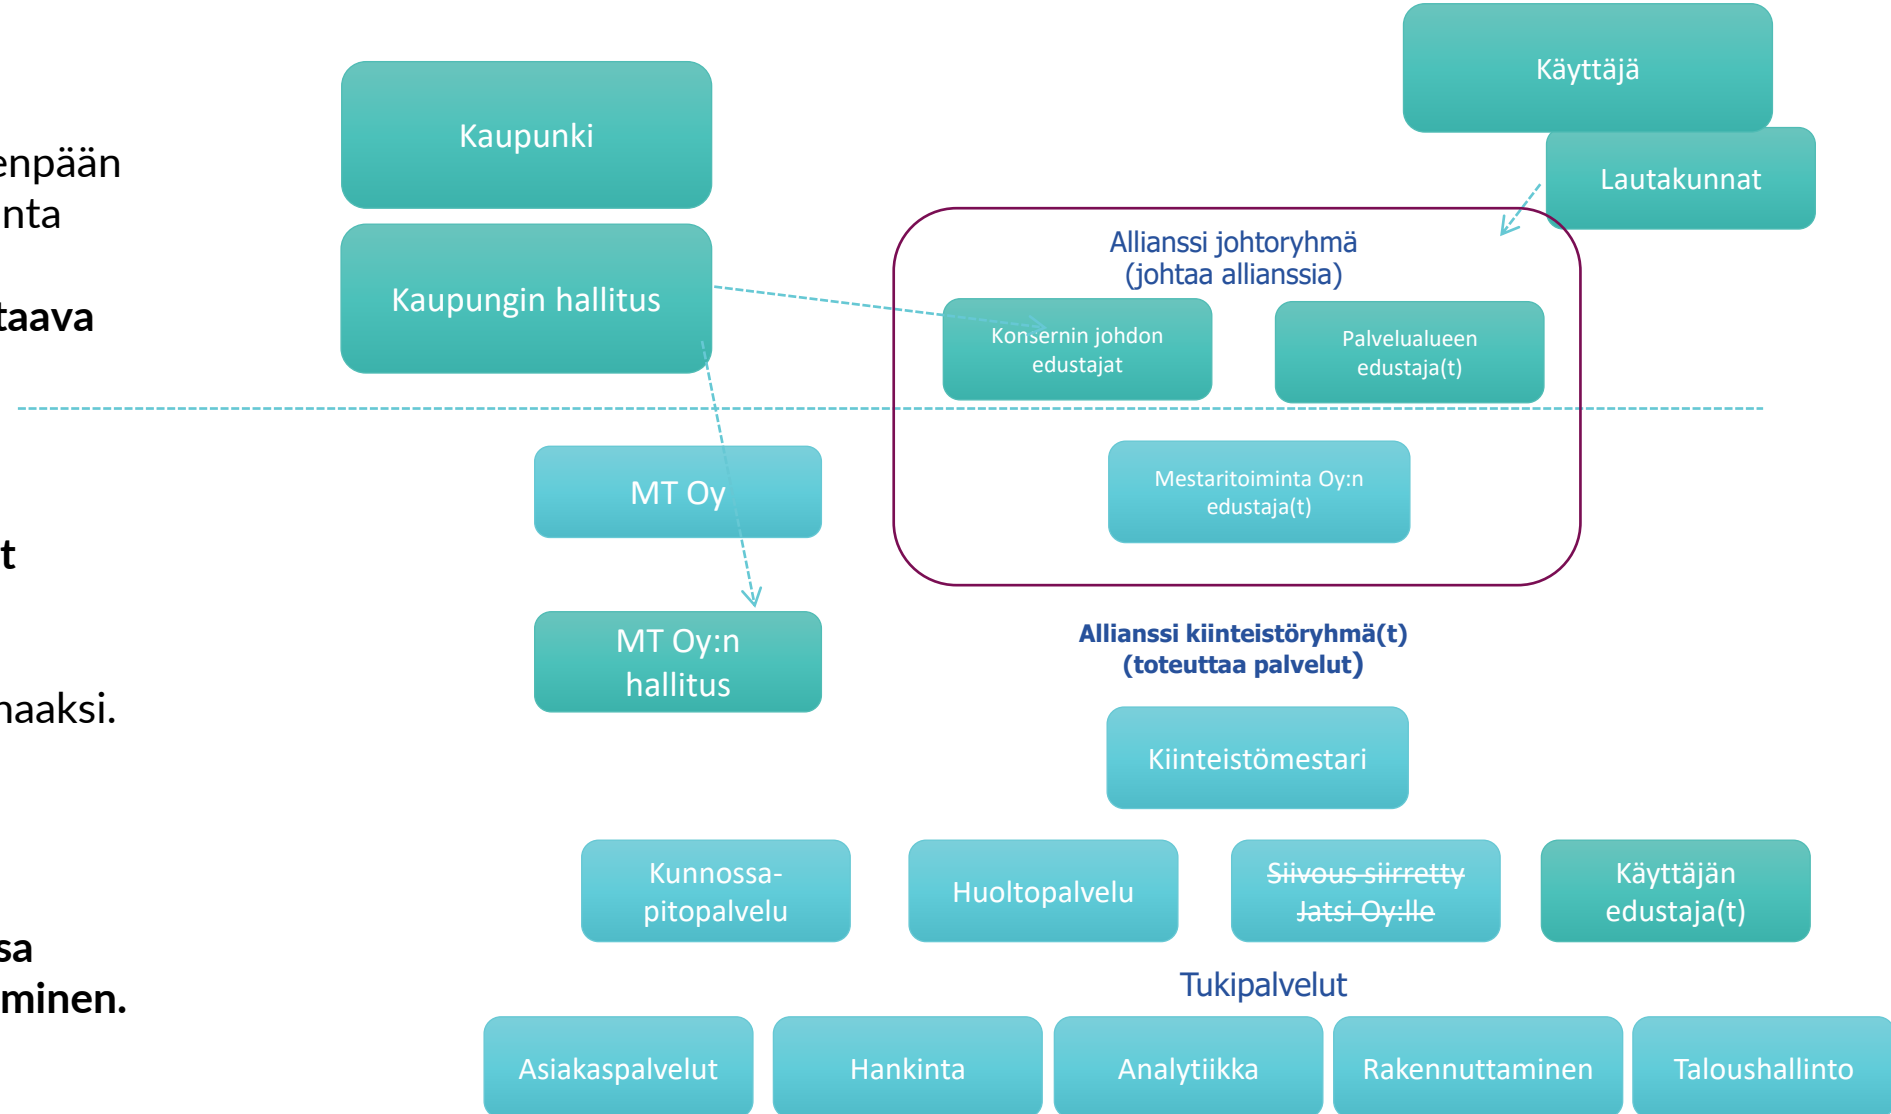 enpään
nta
taava
t
naaksi.
sa
minen.
Kaupunki
Kaupungin hallitus
Käyttäjä
Lautakunnat
Allianssi johtoryhmä
(johtaa allianssia)
Konsernin johdon
edustajat
Palvelualueen
edustaja(t)
Mestaritoiminta Oy:n
edustaja(t)
MT Oy
MT Oy:n
hallitus
Allianssi kiinteistöryhmä(t)
(toteuttaa palvelut)
Kiinteistömestari
Kunnossa-
pitopalvelu
Huoltopalvelu
Siivous siirretty
Jatsi Oy:lle
Käyttäjän
edustaja(t)
Tukipalvelut
Asiakaspalvelut
Hankinta
Analytiikka
Rakennuttaminen
Taloushallinto